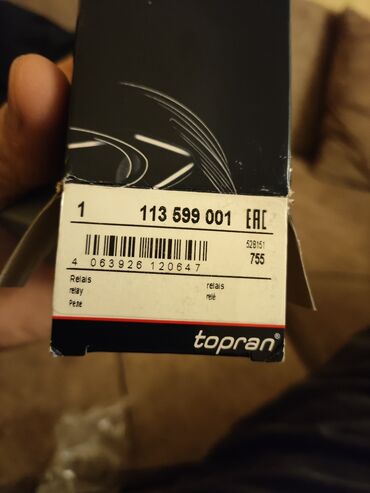 1 113 599 001 EAC
528151
755
4 063926 120647
Relais relais
relay relé
Реле
topran®